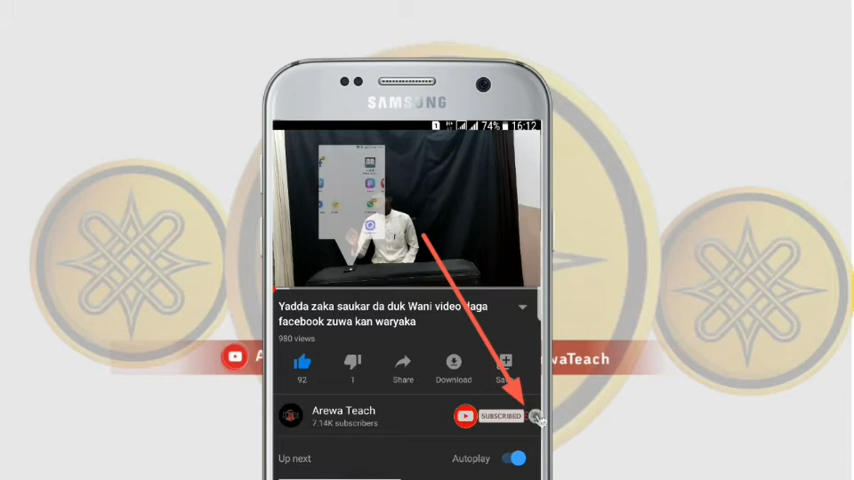 SAMSUNG
1 74% 16:12
Yadda zaka saukar da duk Wani video daga
facebook zuwa kan waryaka
980 views
92 1 Share Download
Arewa Teach
7.14K subscribers
SUBSCRIBED
Up next Autoplay